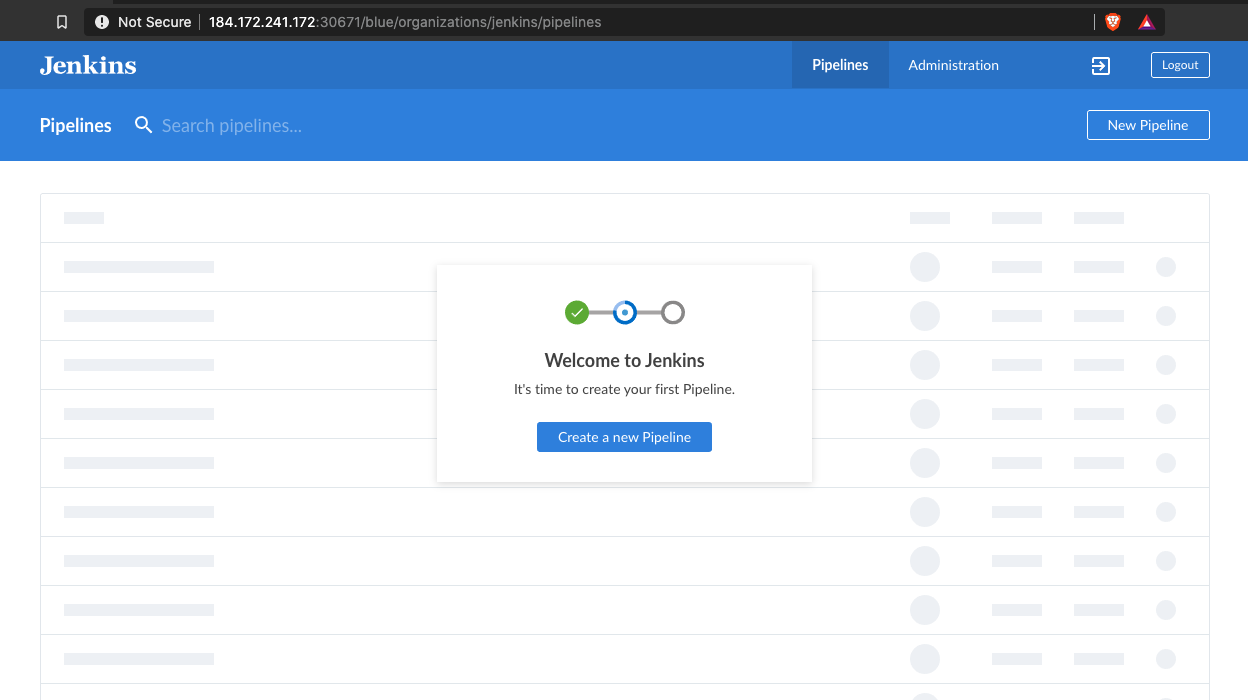 Not Secure 184.172.241.172:30671/blue/organizations/jenkins/pipelines
Jenkins Pipelines Administration Logout
Pipelines Search pipelines... New Pipeline
Welcome to Jenkins
It's time to create your first Pipeline.
Create a new Pipeline